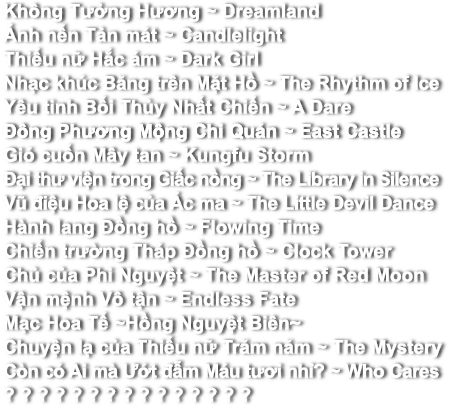 Không Tưởng Hương ~ Dreamland
Ánh nến Tàn mát ~ Candlelight
Thiếu nữ Hắc ám ~ Dark Girl
Nhạc khúc Băng trên Mặt Hồ ~ The Rhythm of Ice
Yêu tinh Bồi Thủy Nhất Chiến ~ A Dare
Đông Phương Mộng Chi Quán ~ East Castle
Gió cuốn Mây tan ~ Kungfu Storm
Đại thư viện trong Giấc nồng ~ The Library in Silence
Vũ điệu Hoa lệ của Ác ma ~ The Little Devil Dance
Hành lang Đồng hồ ~ Flowing Time
Chiến trường Tháp Đồng hồ ~ Clock Tower
Chủ của Phi Nguyệt ~ The Master of Red Moon
Vận mệnh Vô tận ~ Endless Fate
Mạc Hoa Tế ~Hồng Nguyệt Biên~
Chuyện lạ của Thiếu nữ Trăm năm ~ The Mystery
Còn có Ai mà Ướt đẫm Máu tươi nhỉ? ~ Who Cares
? ? ? ? ? ? ? ? ? ? ? ? ? ? ?